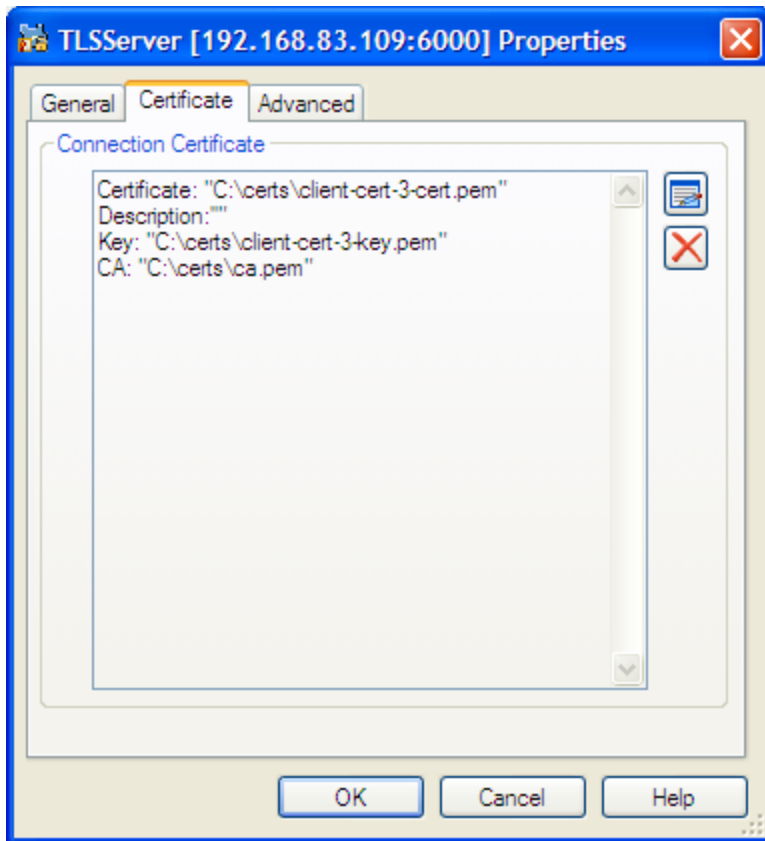 TLSServer [192.168.83.109:6000] Properties
General Certificate Advanced
Connection Certificate
Certificate: "C:\certs\client-cert-3-cert.pem"
Description:""
Key: "C:\certs\client-cert-3-key.pem"
CA: "C:\certs\ca.pem"
OK Cancel Help